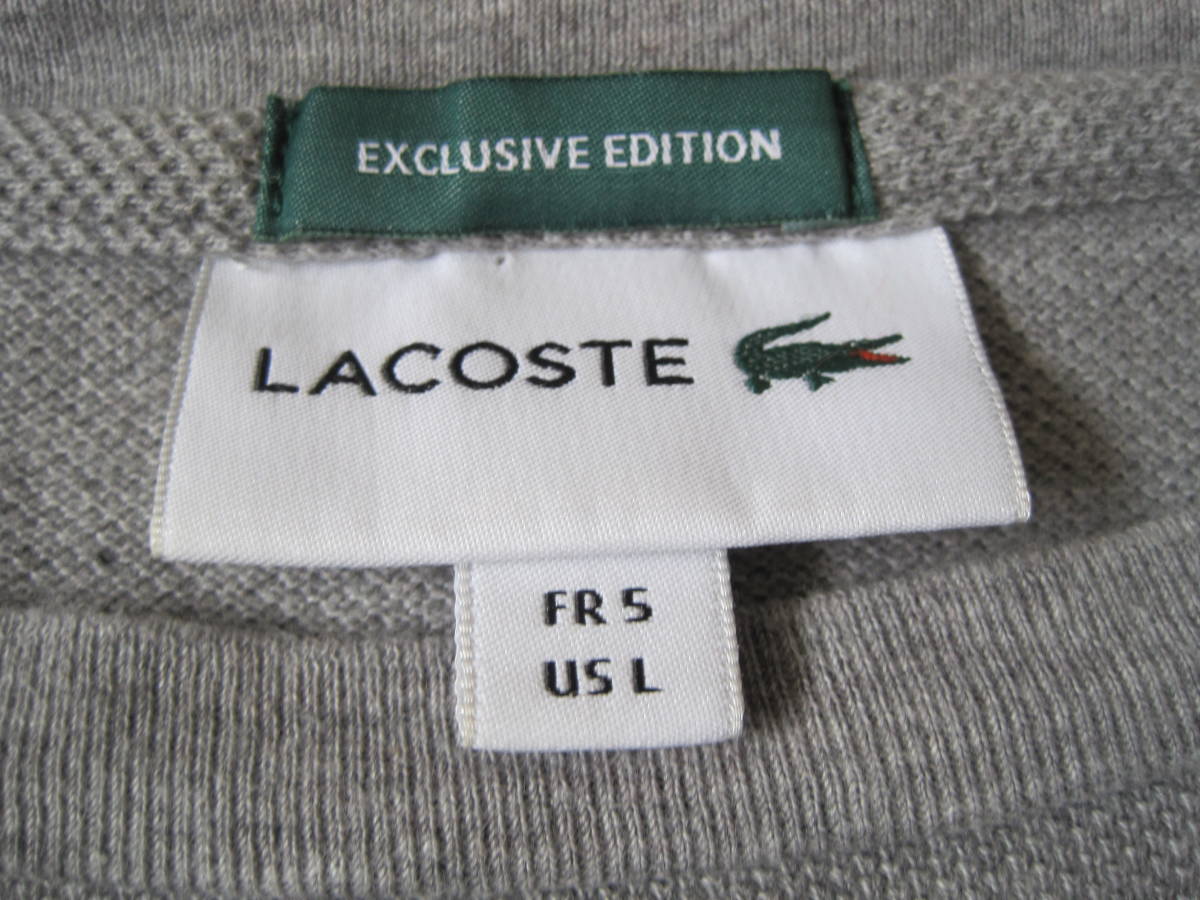 EXCLUSIVE EDITION
LACOSTE
FR 5
US L